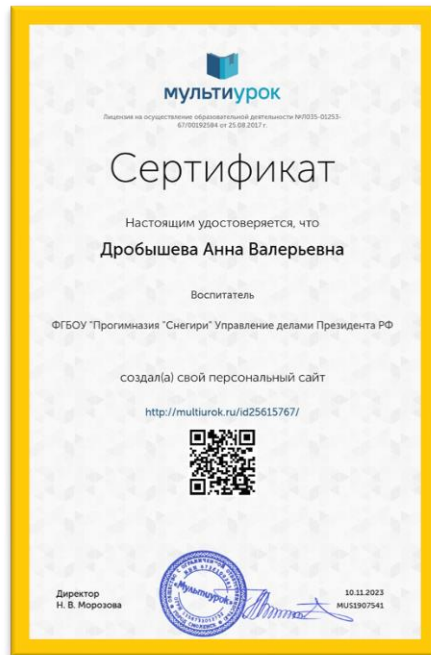 мультиурок
Лицензия на осуществление образовательной деятельности №Л035-01253-
67/00192584 от 25.08.2017 г.
Сертификат
Настоящим удостоверяется, что
Дробышева Анна Валерьевна
Воспитатель
ФГБОУ "Прогимназия "Снегири" Управление делами Президента РФ
создал(а) свой персональный сайт
http://multiurok.ru/id25615767/
Мультиурок
Директор
Н. В. Морозова
10.11.2023
MUS1907541